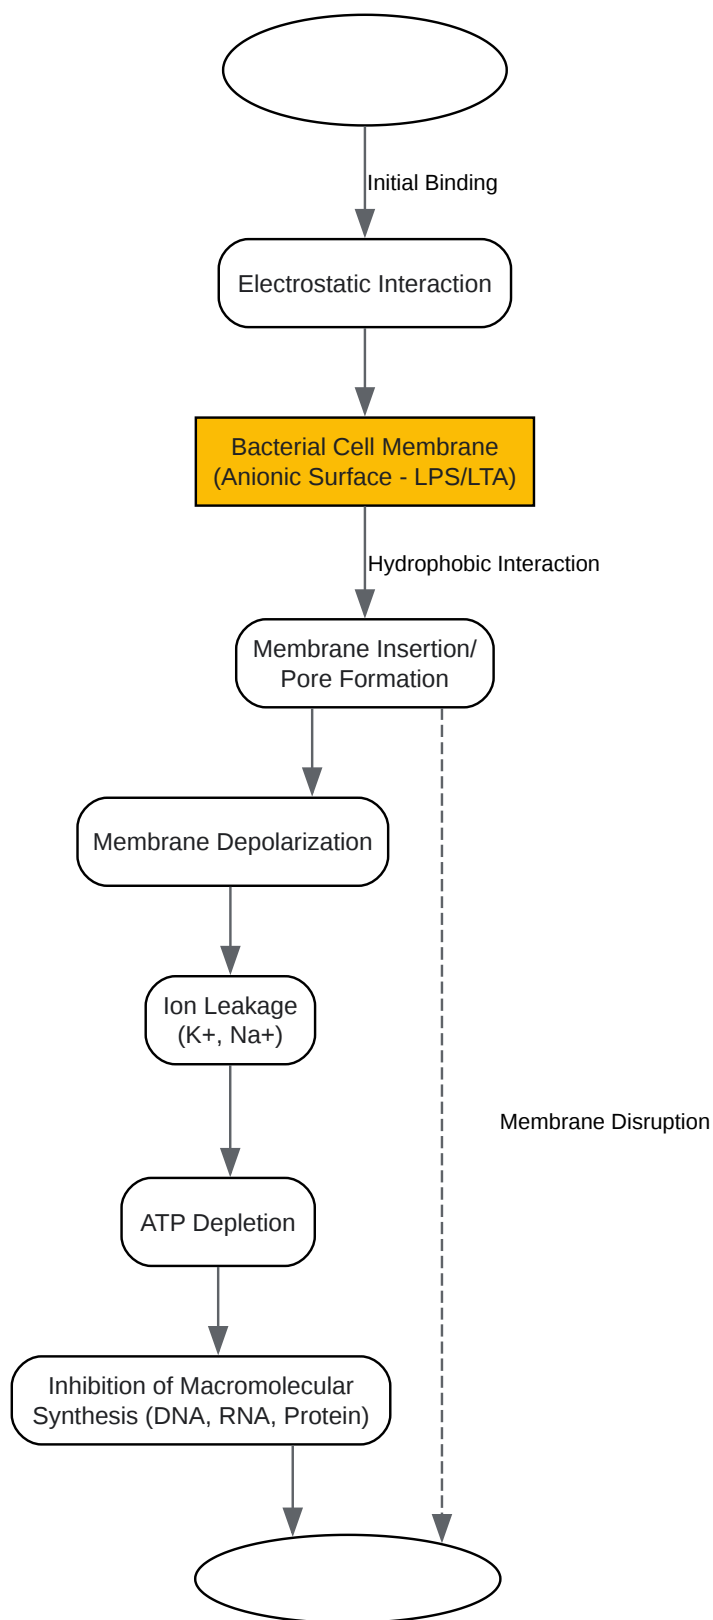 Initial Binding
Electrostatic Interaction
Bacterial Cell Membrane
(Anionic Surface - LPS/LTA)
Hydrophobic Interaction
Membrane Insertion/
Pore Formation
Membrane Depolarization
Ion Leakage
(K+, Na+)
Membrane Disruption
ATP Depletion
Inhibition of Macromolecular
Synthesis (DNA, RNA, Protein)